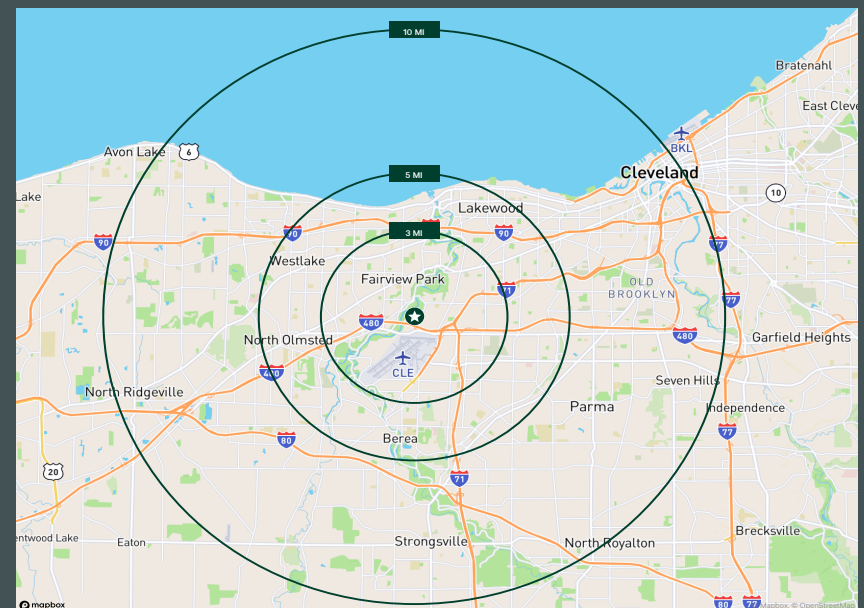 10 MI
Bratenahl
East Cleve
BKL
Avon Lake
6
5 MI
Cleveland
10
Lake
Lakewood
90
90
90
3 MI
77
Westlake
Fairview Park
71
OLD
BROOKLYN
77
480
480
North Olmsted
Garfield Heights
CLE
Seven Hills
North Ridgeville
Parma
Independence
77
80
Berea
20
71
entwood Lake
Eaton
Strongsville
North Royalton
Brecksville
80
77
mapbox
Mapbox, © OpenStreetMap